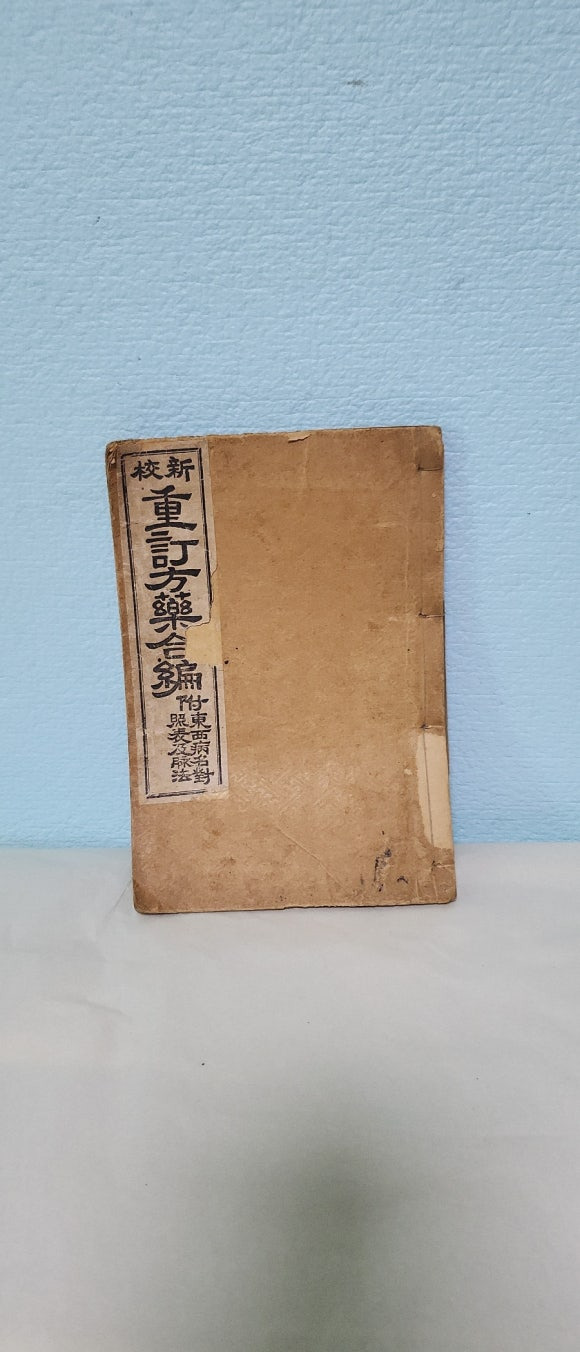 新校
重訂方藥合編
附東西病名對
照表及脉法